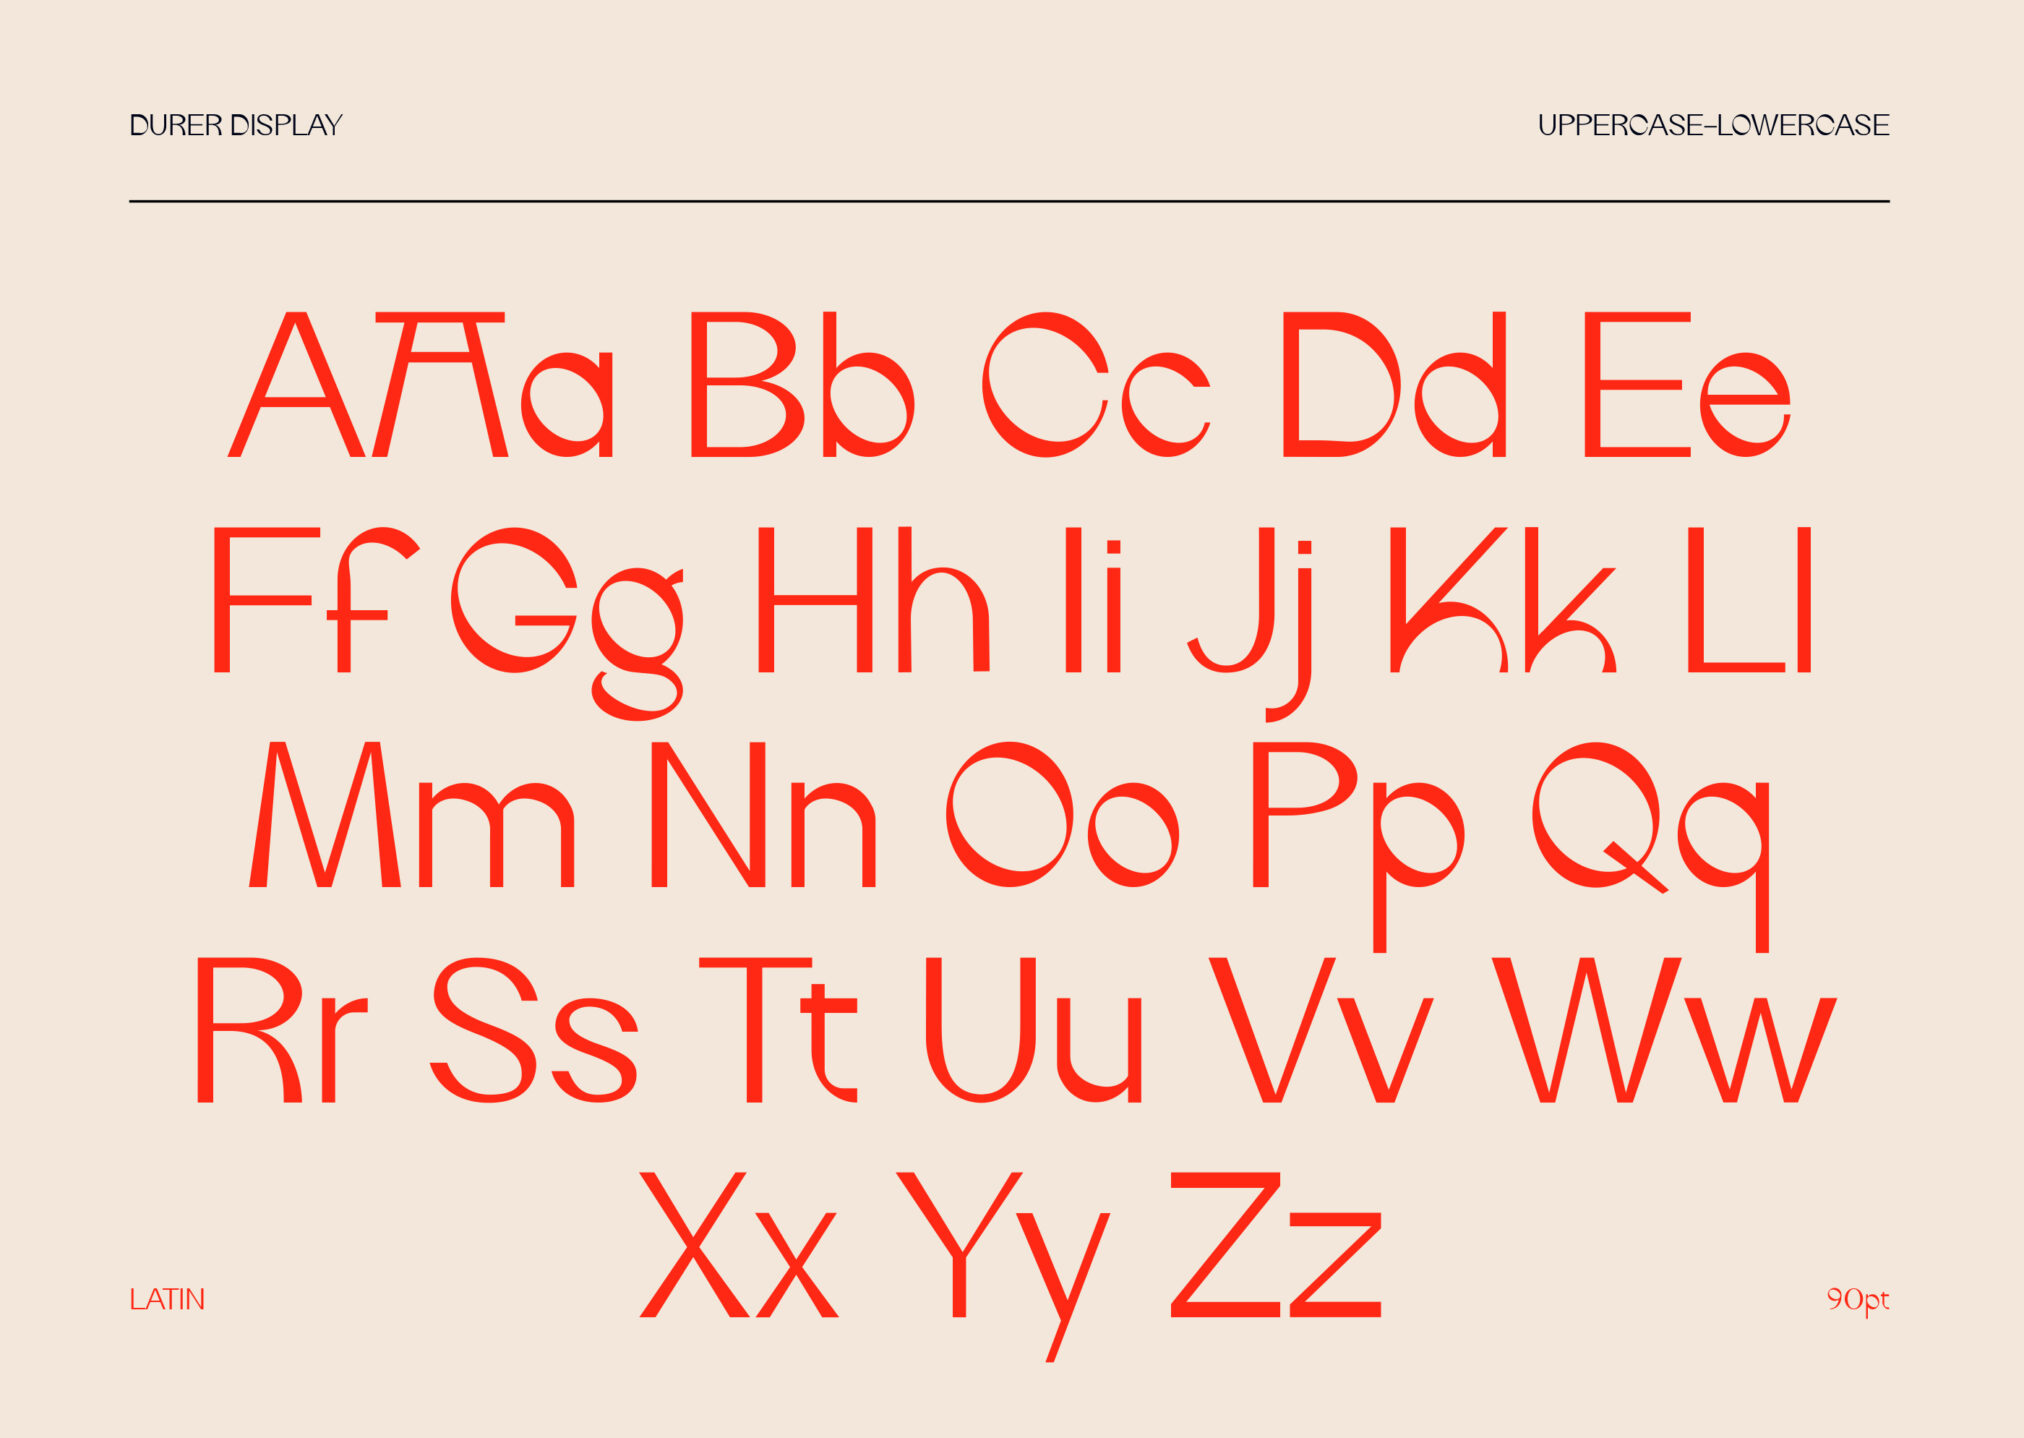 DURER DISPLAY
UPPERCASE-LOWERCASE
AAa Bb Cc Dd Ee
Ff Gg Hh Ii Jj Kk Ll
Mm Nn Oo Pp Qq
Rr Ss Tt Uu Vv Ww
Xx Yy Zz
LATIN
90pt